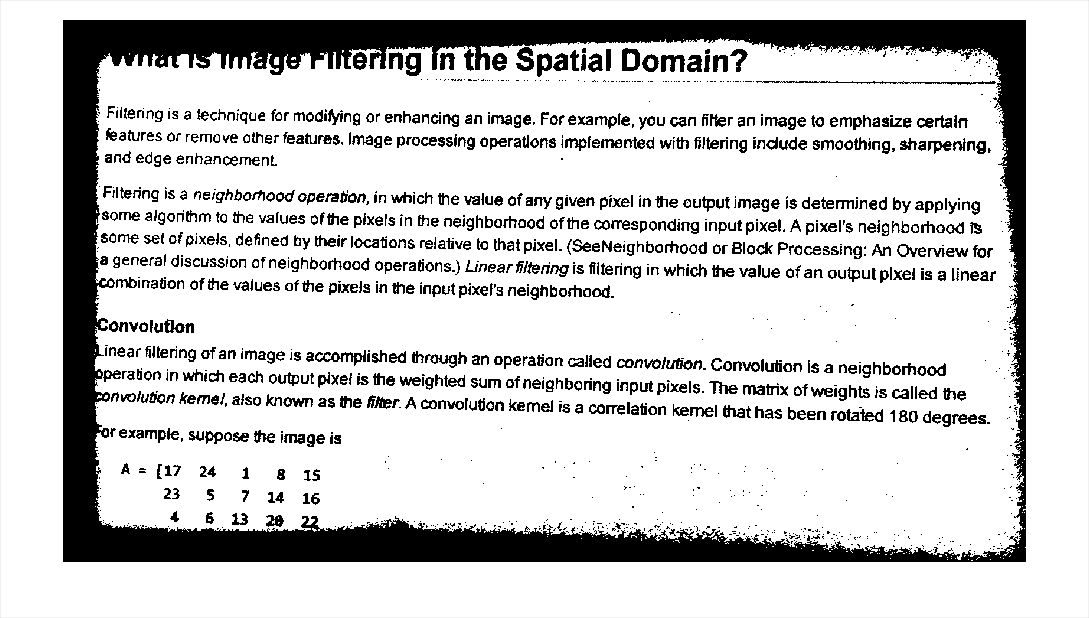 What Is Image Filtering in the Spatial Domain?
Filtering is a technique for modifying or enhancing an image. For example, you can filter an image to emphasize certain
features or remove other features. Image processing operations implemented with filtering include smoothing, sharpening,
and edge enhancement.
Filtering is a neighborhood operation, in which the value of any given pixel in the output image is determined by applying
some algorithm to the values of the pixels in the neighborhood of the corresponding input pixel. A pixel's neighborhood is
some set of pixels, defined by their locations relative to that pixel. (SeeNeighborhood or Block Processing: An Overview for
a general discussion of neighborhood operations.) Linear filtering is filtering in which the value of an output pixel is a linear
combination of the values of the pixels in the input pixel's neighborhood.
Convolution
Linear filtering of an image is accomplished through an operation called convolution. Convolution is a neighborhood
operation in which each output pixel is the weighted sum of neighboring input pixels. The matrix of weights is called the
convolution kernel, also known as the filter. A convolution kernel is a correlation kernel that has been rotated 180 degrees.
For example, suppose the image is
A = [17 24 1 8 15
23 5 7 14 16
4 6 13 20 22